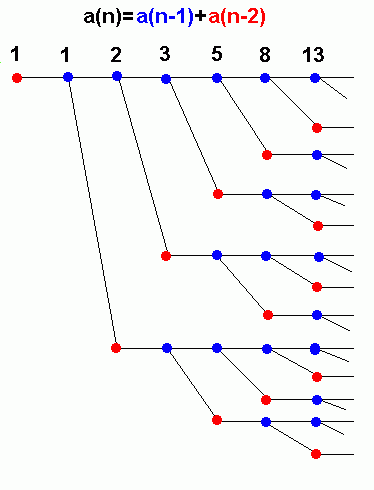 a(n)=a(n-1)+a(n-2)
1 1 2 3 5 8 13